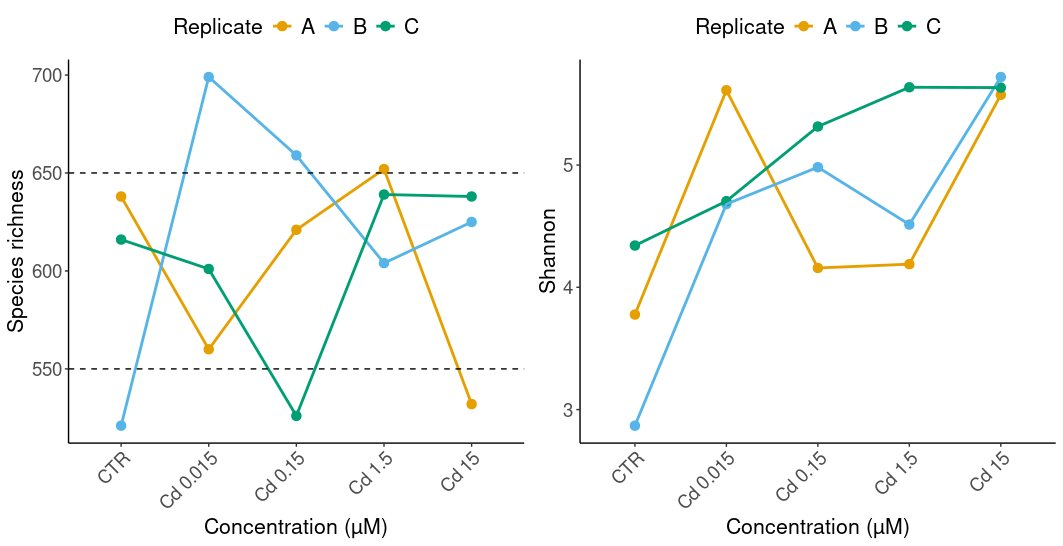 Replicate A B C
Species richness
700
650
600
550
CTR
Cd 0.015
Cd 0.15
Cd 1.5
Cd 15
Concentration (µM)
Replicate A B C
Shannon
5
4
3
CTR
Cd 0.015
Cd 0.15
Cd 1.5
Cd 15
Concentration (µM)